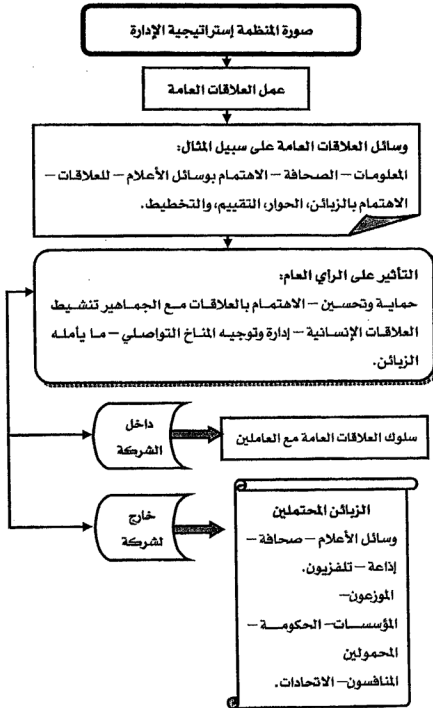 صورة المنظمة إستراتيجية الإدارة
عمل العلاقات العامة
وسائل العلاقات العامة على سبيل المثال:
المعلومات – الصحافة – الاهتمام بوسائل الأعلام – للعلاقات –
الاهتمام بالزبائن، الحوار، التقييم، والتخطيط.
التأثير على الرأي العام:
حماية وتحسين – الاهتمام بالعلاقات مع الجماهير تنشيط
العلاقات الإنسانية – إدارة وتوجيه المناخ التواصلي – ما يأمله
الزبائن.
داخل
الشركة
سلوك العلاقات العامة مع العاملين
خارج
لشركة
الزبائن المحتملين
وسائل الأعلام – صحافة –
إذاعة – تلفزيون.
الموزعون –
المؤسسات – الحكومة –
المحمولين
المنافسون – الاتحادات.